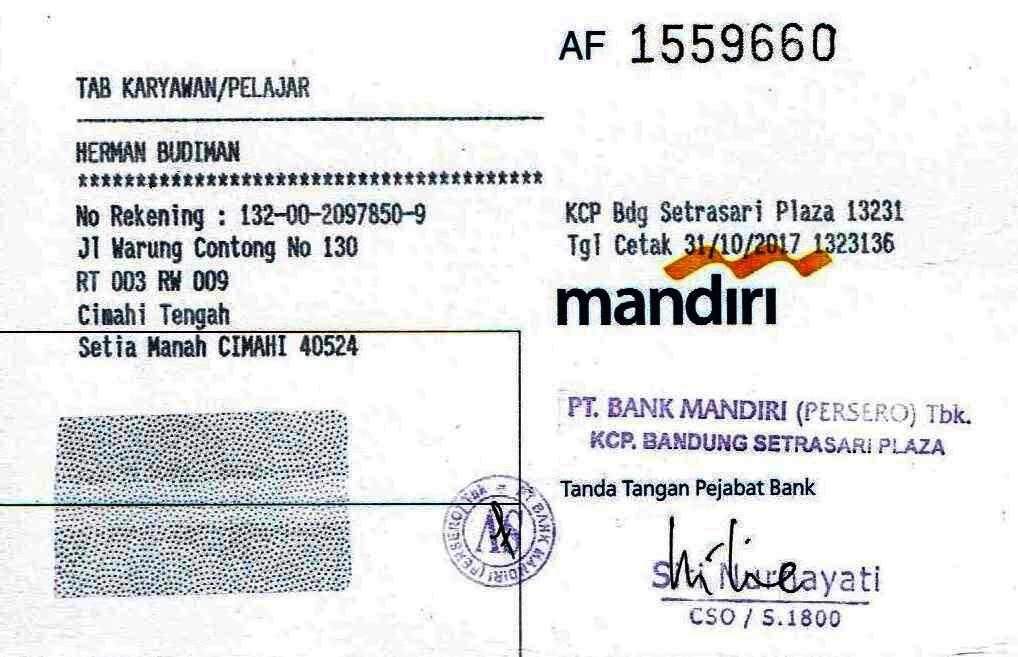 AF 1559660
TAB KARYAWAN/PELAJAR
HERMAN BUDIMAN
******************************************
No Rekening : 132-00-2097850-9
Jl Warung Contong No 130
RT 003 RW 009
Cimahi Tengah
Setia Manah CIMAHI 40524
KCP Bdg Setrasari Plaza 13231
Tgl Cetak 31/10/2017 1323136
mandiri
PT. BANK MANDIRI (PERSERO) Tbk.
KCP. BANDUNG SETRASARI PLAZA
Tanda Tangan Pejabat Bank
PT BANK MANDIRI (PERSERO) Tbk
CSO / S.1800